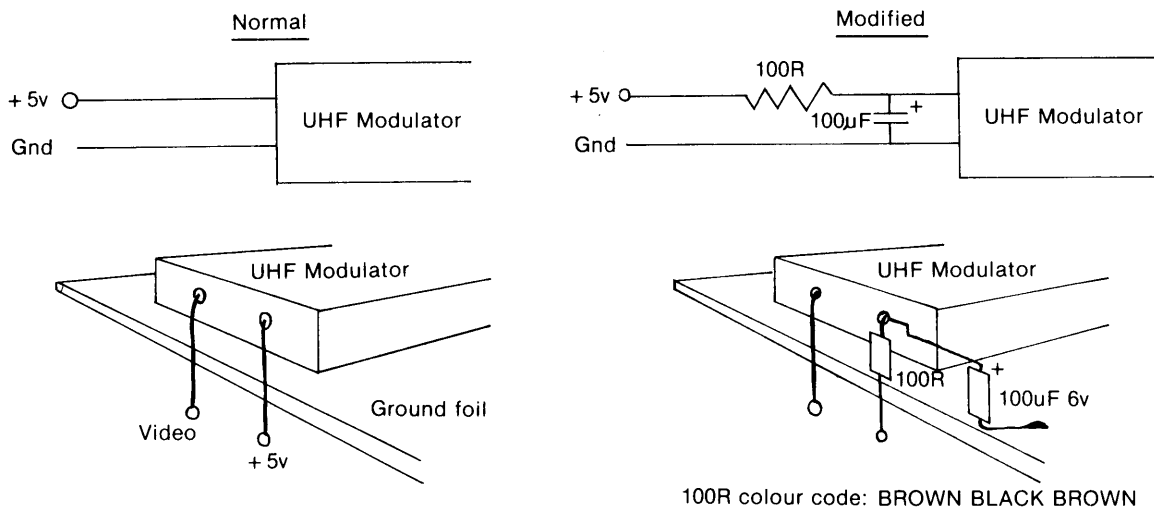 Normal
+ 5v
Gnd
UHF Modulator
Modified
100R
+ 5v
+
100µF
Gnd
UHF Modulator
UHF Modulator
Video
+ 5v
Ground foil
UHF Modulator
100R
+
100uF 6v
100R colour code: BROWN BLACK BROWN